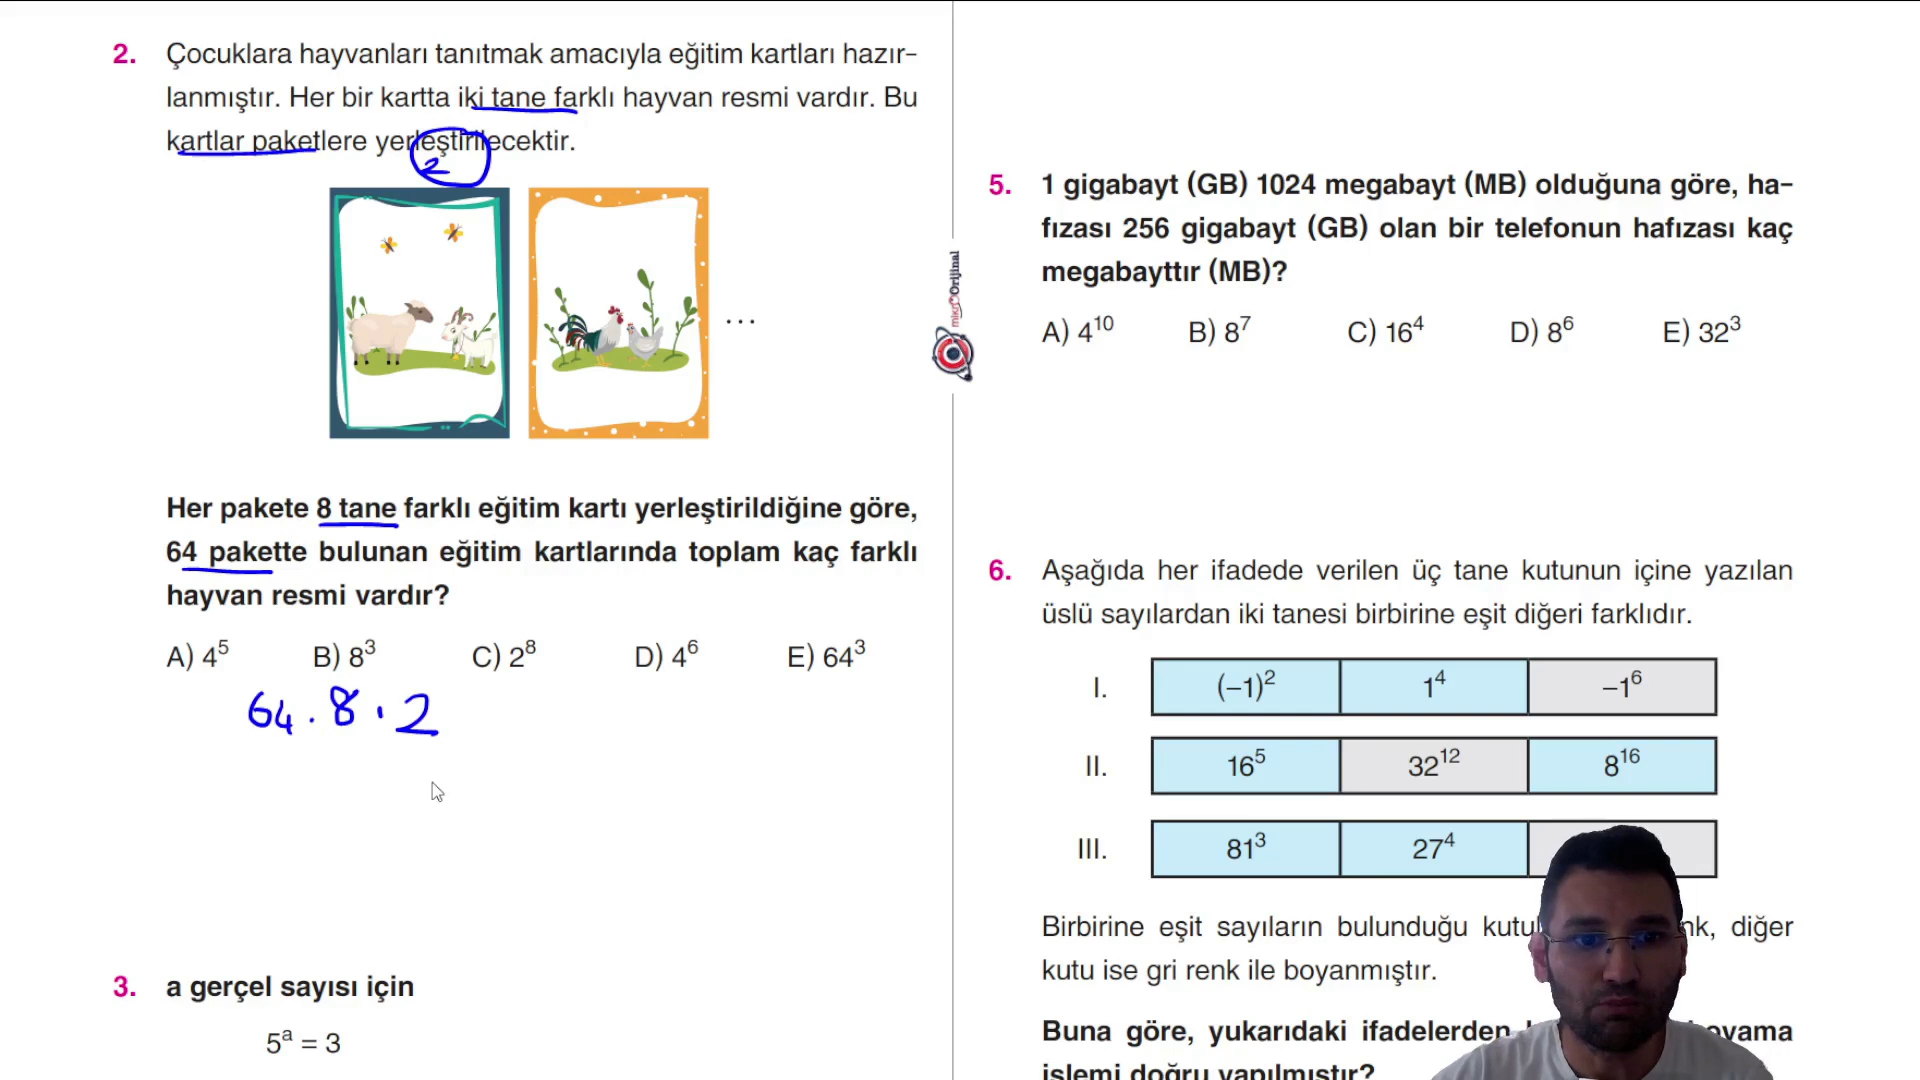 2. Çocuklara hayvanları tanıtmak amacıyla eğitim kartları hazır-
lanmıştır. Her bir kartta iki tane farklı hayvan resmi vardır. Bu
kartlar paketlere yerleştirilecektir.
2
...
Her pakete 8 tane farklı eğitim kartı yerleştirildiğine göre,
64 pakette bulunan eğitim kartlarında toplam kaç farklı
hayvan resmi vardır?
A) 4⁵ B) 8³ C) 2⁸ D) 4⁶ E) 64³
64 . 8 . 2
3. a gerçel sayısı için
5ᵃ = 3
mikro Orijinal
5. 1 gigabayt (GB) 1024 megabayt (MB) olduğuna göre, ha-
fızası 256 gigabayt (GB) olan bir telefonun hafızası kaç
megabayttır (MB)?
A) 4¹⁰ B) 8⁷ C) 16⁴ D) 8⁶ E) 32³
6. Aşağıda her ifadede verilen üç tane kutunun içine yazılan
üslü sayılardan iki tanesi birbirine eşit diğeri farklıdır.
I. (–1)² 1⁴ –1⁶
II. 16⁵ 32¹² 8¹⁶
III. 81³ 27⁴
Birbirine eşit sayıların bulunduğu diğer
kutu ise gri renk ile boyanmıştır.
Buna göre, yukarıdaki ifadelerden
işlemi doğru yapılmıştır?